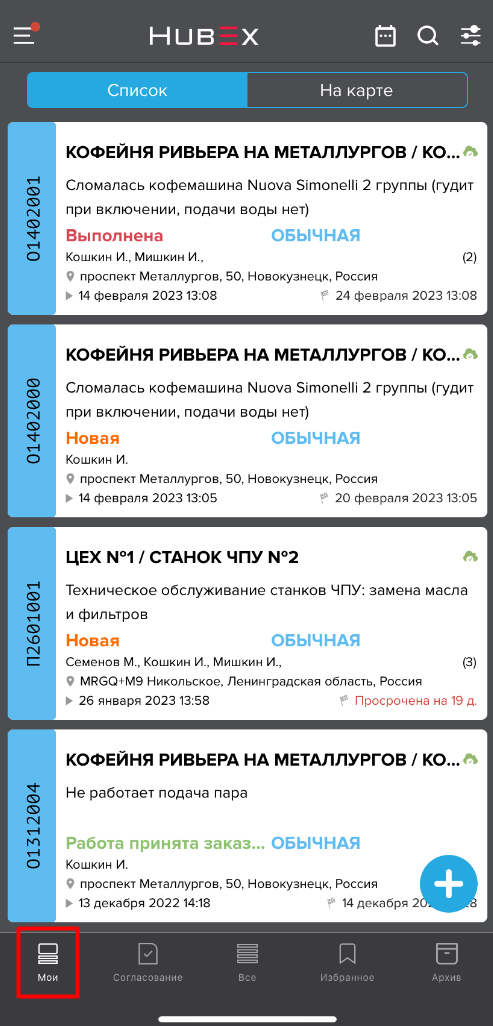 HUBEX
Список
На карте
О1402001
КОФЕЙНЯ РИВЬЕРА НА МЕТАЛЛУРГОВ / КО...
Сломалась кофемашина Nuova Simonelli 2 группы (гудит
при включении, подачи воды нет)
Выполнена ОБЫЧНАЯ
Кошкин И., Мишкин И., (2)
проспект Металлургов, 50, Новокузнецк, Россия
14 февраля 2023 13:08 24 февраля 2023 13:08
О1402000
КОФЕЙНЯ РИВЬЕРА НА МЕТАЛЛУРГОВ / КО...
Сломалась кофемашина Nuova Simonelli 2 группы (гудит
при включении, подачи воды нет)
Новая ОБЫЧНАЯ
Кошкин И.
проспект Металлургов, 50, Новокузнецк, Россия
14 февраля 2023 13:05 20 февраля 2023 13:05
П2601001
ЦЕХ №1 / СТАНОК ЧПУ №2
Техническое обслуживание станков ЧПУ: замена масла
и фильтров
Новая ОБЫЧНАЯ
Семенов М., Кошкин И., Мишкин И., (3)
MRGQ+M9 Никольское, Ленинградская область, Россия
26 января 2023 13:58 Просрочена на 19 д.
О1312004
КОФЕЙНЯ РИВЬЕРА НА МЕТАЛЛУРГОВ / КО...
Не работает подача пара
Работа принята заказ... ОБЫЧНАЯ
Кошкин И.
проспект Металлургов, 50, Новокузнецк, Россия
13 декабря 2022 14:18 14 декабря
Мои
Согласование
Все
Избранное
Архив